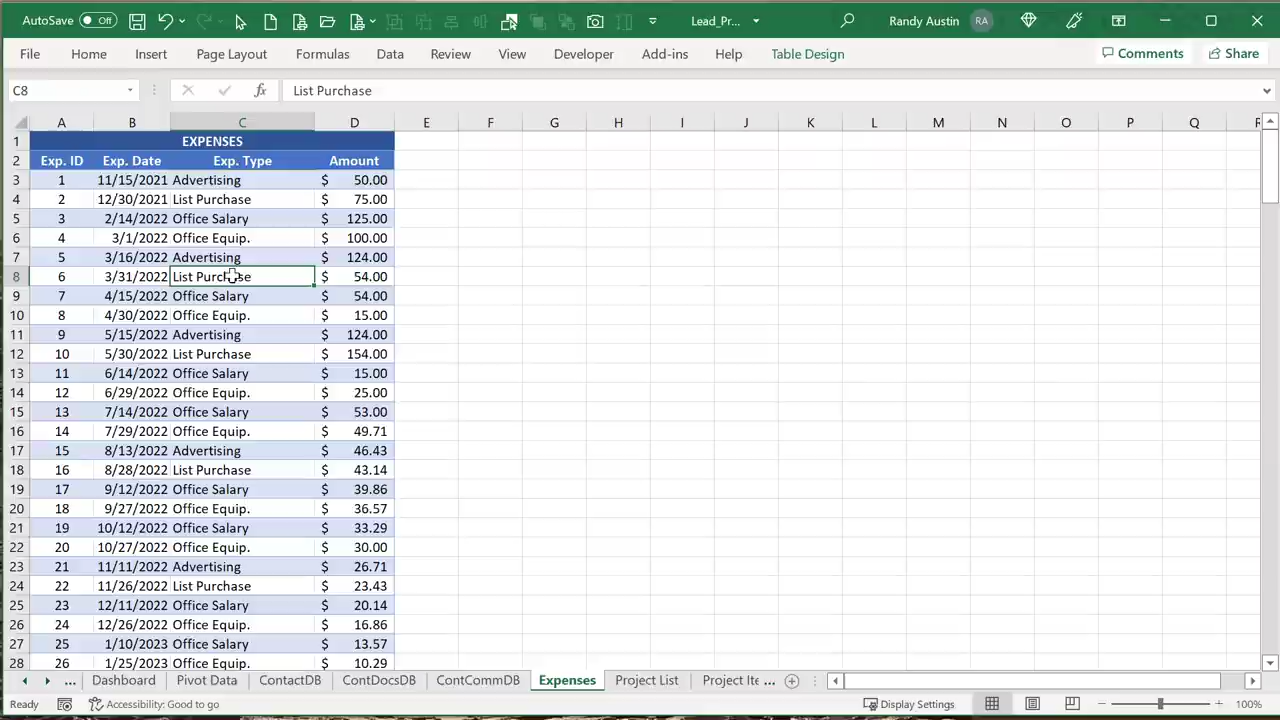 AutoSave Off Lead_Pr... Randy Austin RA
File Home Insert Page Layout Formulas Data Review View Developer Add-ins Help Table Design Comments Share
C8 fx List Purchase
A B C D E F G H I J K L M N O P Q R
1 EXPENSES
2 Exp. ID Exp. Date Exp. Type Amount
3 1 11/15/2021 Advertising $ 50.00
4 2 12/30/2021 List Purchase $ 75.00
5 3 2/14/2022 Office Salary $ 125.00
6 4 3/1/2022 Office Equip. $ 100.00
7 5 3/16/2022 Advertising $ 124.00
8 6 3/31/2022 List Purchase $ 54.00
9 7 4/15/2022 Office Salary $ 54.00
10 8 4/30/2022 Office Equip. $ 15.00
11 9 5/15/2022 Advertising $ 124.00
12 10 5/30/2022 List Purchase $ 154.00
13 11 6/14/2022 Office Salary $ 15.00
14 12 6/29/2022 Office Equip. $ 25.00
15 13 7/14/2022 Office Salary $ 53.00
16 14 7/29/2022 Office Equip. $ 49.71
17 15 8/13/2022 Advertising $ 46.43
18 16 8/28/2022 List Purchase $ 43.14
19 17 9/12/2022 Office Salary $ 39.86
20 18 9/27/2022 Office Equip. $ 36.57
21 19 10/12/2022 Office Salary $ 33.29
22 20 10/27/2022 Office Equip. $ 30.00
23 21 11/11/2022 Advertising $ 26.71
24 22 11/26/2022 List Purchase $ 23.43
25 23 12/11/2022 Office Salary $ 20.14
26 24 12/26/2022 Office Equip. $ 16.86
27 25 1/10/2023 Office Salary $ 13.57
28 26 1/25/2023 Office Equip. $ 10.29
... Dashboard Pivot Data ContactDB ContDocsDB ContCommDB Expenses Project List Project Ite ...
Ready Accessibility: Good to go Display Settings 100%